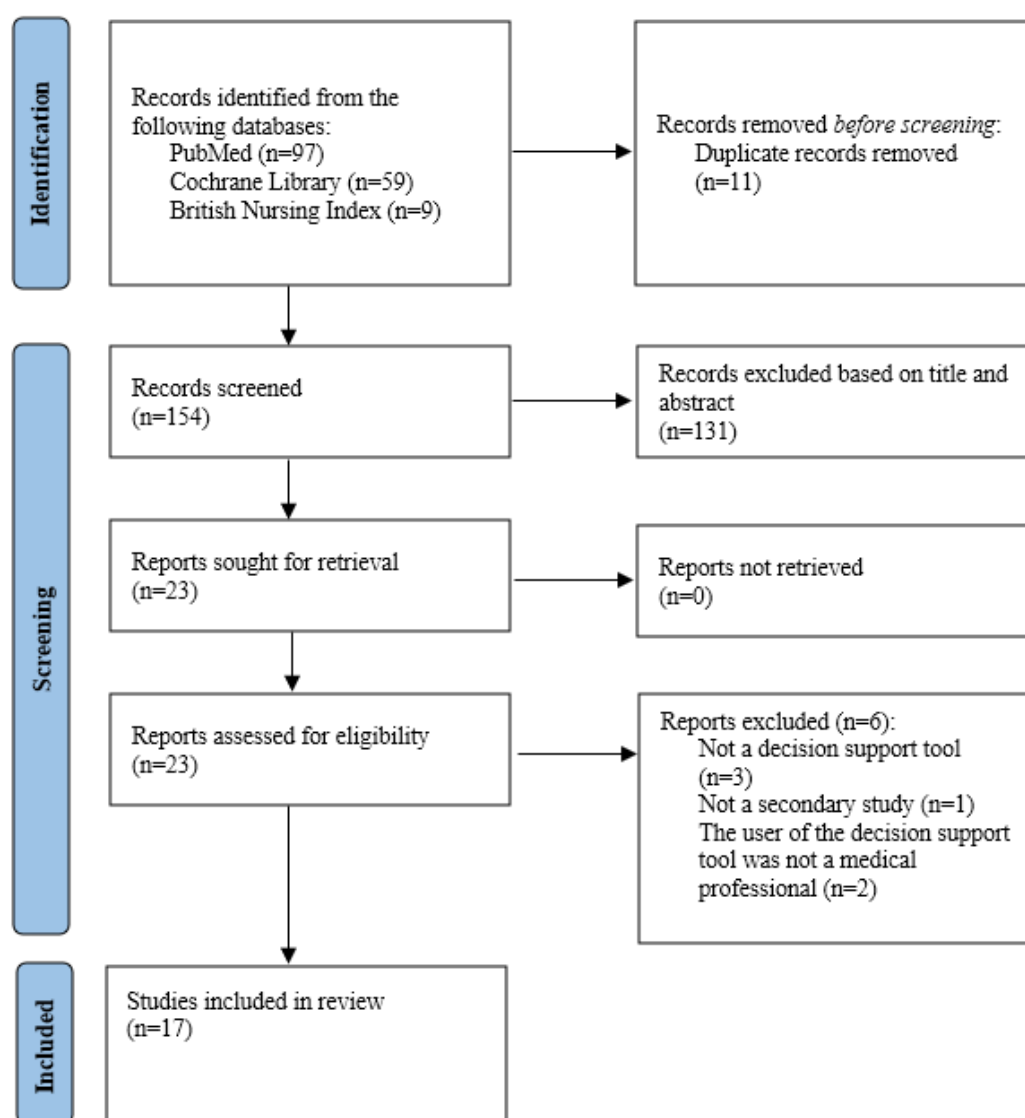 Identification
Records identified from the
following databases:
PubMed (n=97)
Cochrane Library (n=59)
British Nursing Index (n=9)
Records removed before screening:
Duplicate records removed
(n=11)
Screening
Records screened
(n=154)
Records excluded based on title and
abstract
(n=131)
Reports sought for retrieval
(n=23)
Reports not retrieved
(n=0)
Reports assessed for eligibility
(n=23)
Reports excluded (n=6):
Not a decision support tool
(n=3)
Not a secondary study (n=1)
The user of the decision support
tool was not a medical
professional (n=2)
Included
Studies included in review
(n=17)